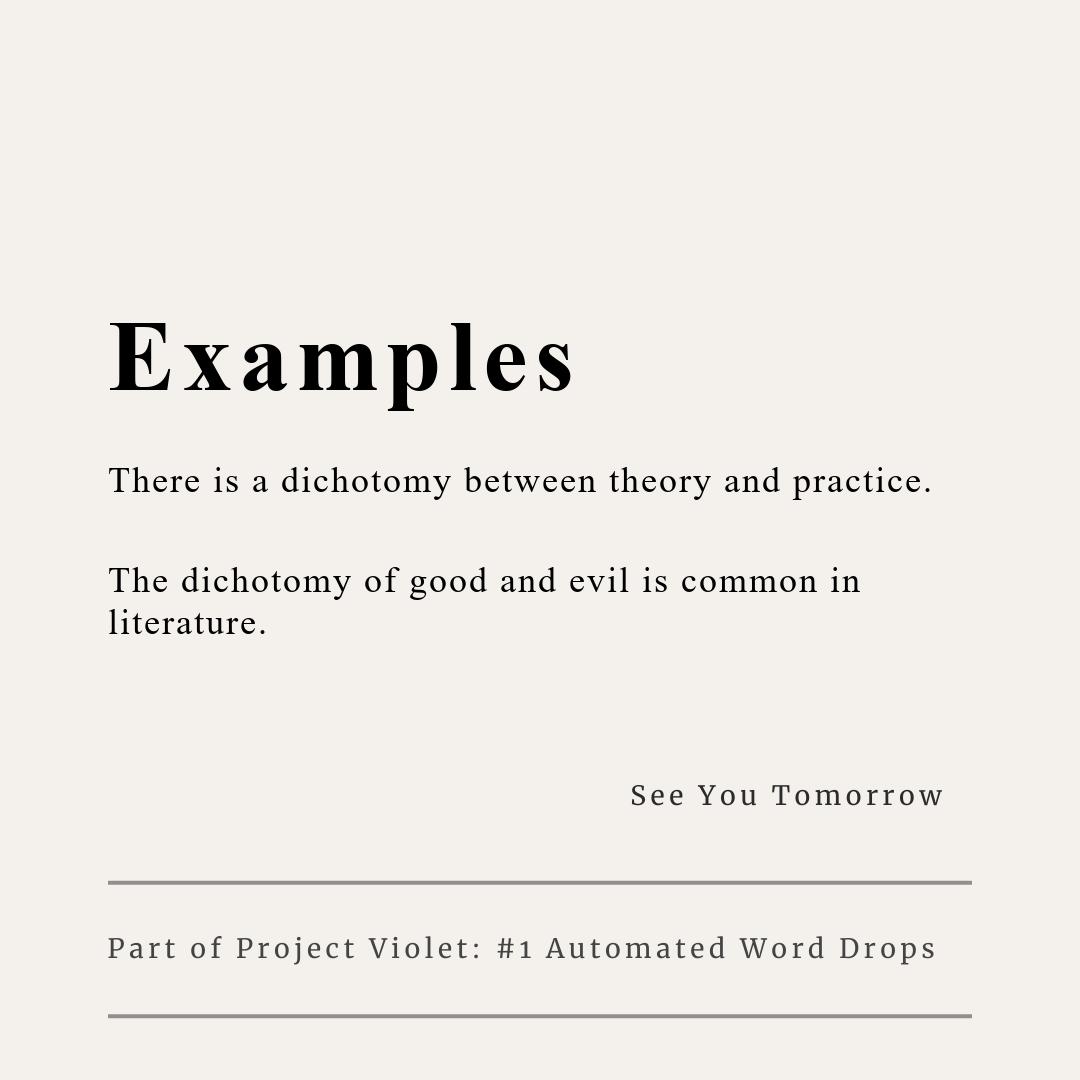 Examples
There is a dichotomy between theory and practice.
The dichotomy of good and evil is common in
literature.
See You Tomorrow
Part of Project Violet: #1 Automated Word Drops